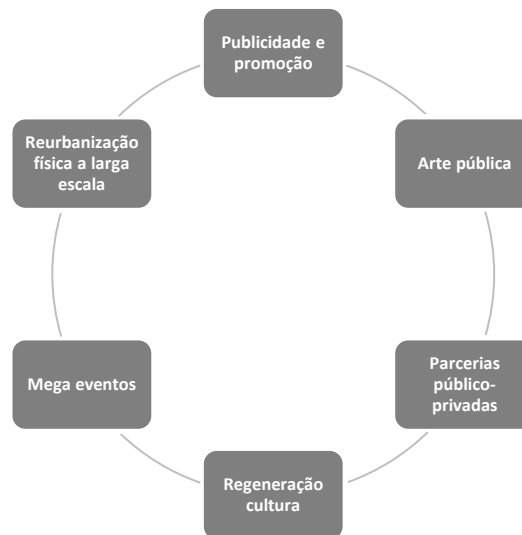 Publicidade e
promoção
Arte pública
Parcerias
público-
privadas
Regeneração
cultura
Mega eventos
Reurbanização
física a larga
escala